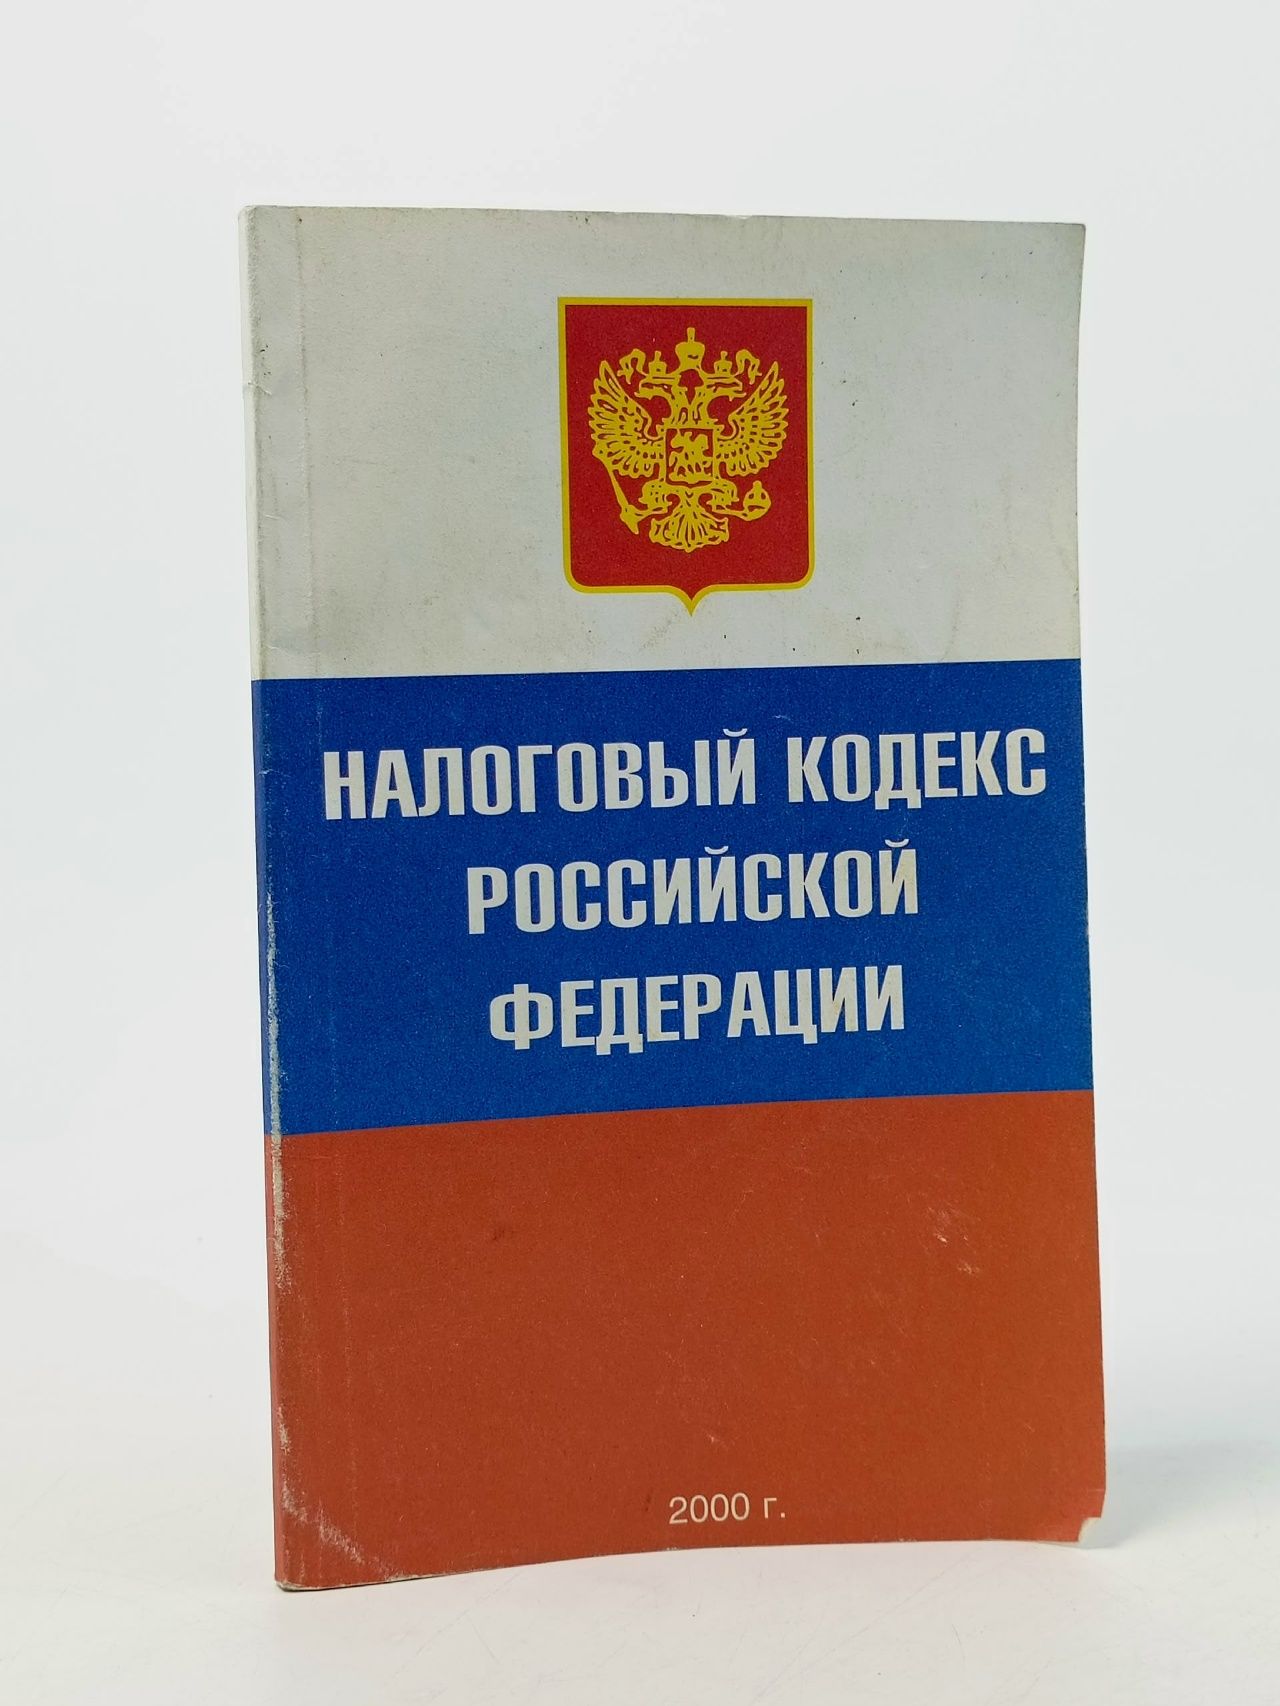 НАЛОГОВЫЙ КОДЕКС
РОССИЙСКОЙ
ФЕДЕРАЦИИ
2000 г.